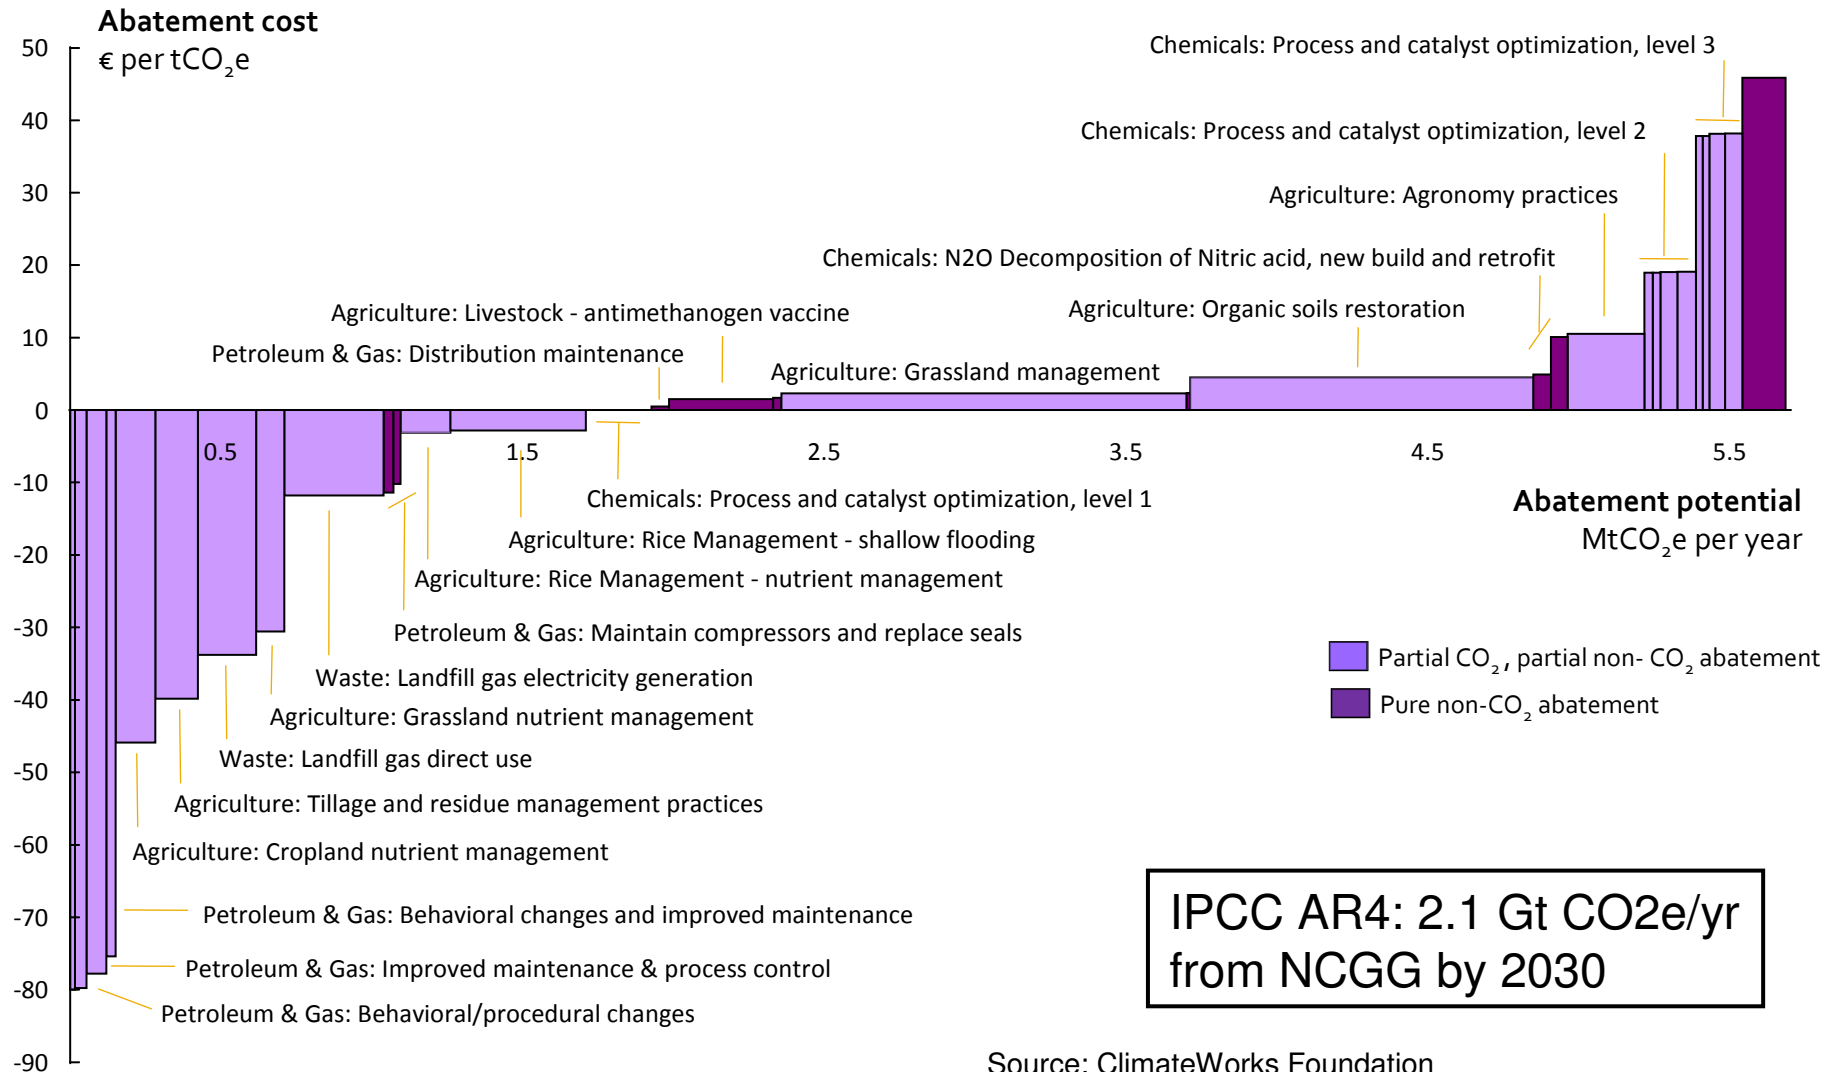 Abatement cost
€ per tCO₂e
50
40
30
20
10
0
-10
-20
-30
-40
-50
-60
-70
-80
-90
Chemicals: Process and catalyst optimization, level 3
Chemicals: Process and catalyst optimization, level 2
Agriculture: Agronomy practices
Chemicals: N2O Decomposition of Nitric acid, new build and retrofit
Agriculture: Organic soils restoration
Agriculture: Livestock - antimethanogen vaccine
Petroleum & Gas: Distribution maintenance
Agriculture: Grassland management
0.5
1.5
2.5
3.5
4.5
5.5
Abatement potential
MtCO₂e per year
Chemicals: Process and catalyst optimization, level 1
Agriculture: Rice Management - shallow flooding
Agriculture: Rice Management - nutrient management
Petroleum & Gas: Maintain compressors and replace seals
Waste: Landfill gas electricity generation
Agriculture: Grassland nutrient management
Waste: Landfill gas direct use
Agriculture: Tillage and residue management practices
Agriculture: Cropland nutrient management
Petroleum & Gas: Behavioral changes and improved maintenance
Petroleum & Gas: Improved maintenance & process control
Petroleum & Gas: Behavioral/procedural changes
Partial CO₂, partial non- CO₂ abatement
Pure non-CO₂ abatement
IPCC AR4: 2.1 Gt CO2e/yr
from NCGG by 2030
Source: ClimateWorks Foundation